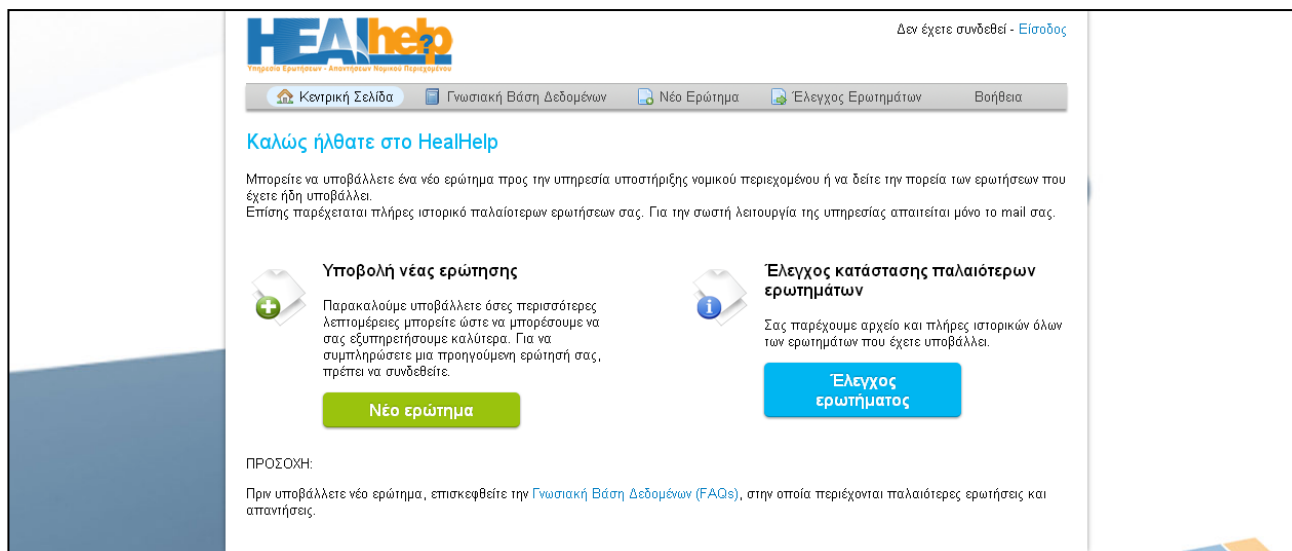 HEALhelp
Υπηρεσία Ερωτήσεων - Απαντήσεων Νομικού Περιεχομένου
Δεν έχετε συνδεθεί - Είσοδος
Κεντρική Σελίδα Γνωσιακή Βάση Δεδομένων Νέο Ερώτημα Έλεγχος Ερωτημάτων Βοήθεια
Καλώς ήλθατε στο HealHelp
Μπορείτε να υποβάλλετε ένα νέο ερώτημα προς την υπηρεσία υποστήριξης νομικού περιεχομένου ή να δείτε την πορεία των ερωτήσεων που
έχετε ήδη υποβάλλει.
Επίσης παρέχεταται πλήρες ιστορικό παλαίοτερων ερωτήσεων σας. Για την σωστή λειτουργία της υπηρεσίας απαιτείται μόνο το mail σας.
Υποβολή νέας ερώτησης
Παρακαλούμε υποβάλλετε όσες περισσότερες
λεπτομέρειες μπορείτε ώστε να μπορέσουμε να
σας εξυπηρετήσουμε καλύτερα. Για να
συμπληρώσετε μια προηγούμενη ερώτησή σας,
πρέπει να συνδεθείτε.
Νέο ερώτημα
Έλεγχος κατάστασης παλαιότερων
ερωτημάτων
Σας παρέχουμε αρχείο και πλήρες ιστορικών όλων
των ερωτημάτων που έχετε υποβάλλει.
Έλεγχος
ερωτήματος
ΠΡΟΣΟΧΗ:
Πριν υποβάλλετε νέο ερώτημα, επισκεφθείτε την Γνωσιακή Βάση Δεδομένων (FAQs), στην οποία περιέχονται παλαιότερες ερωτήσεις και
απαντήσεις.